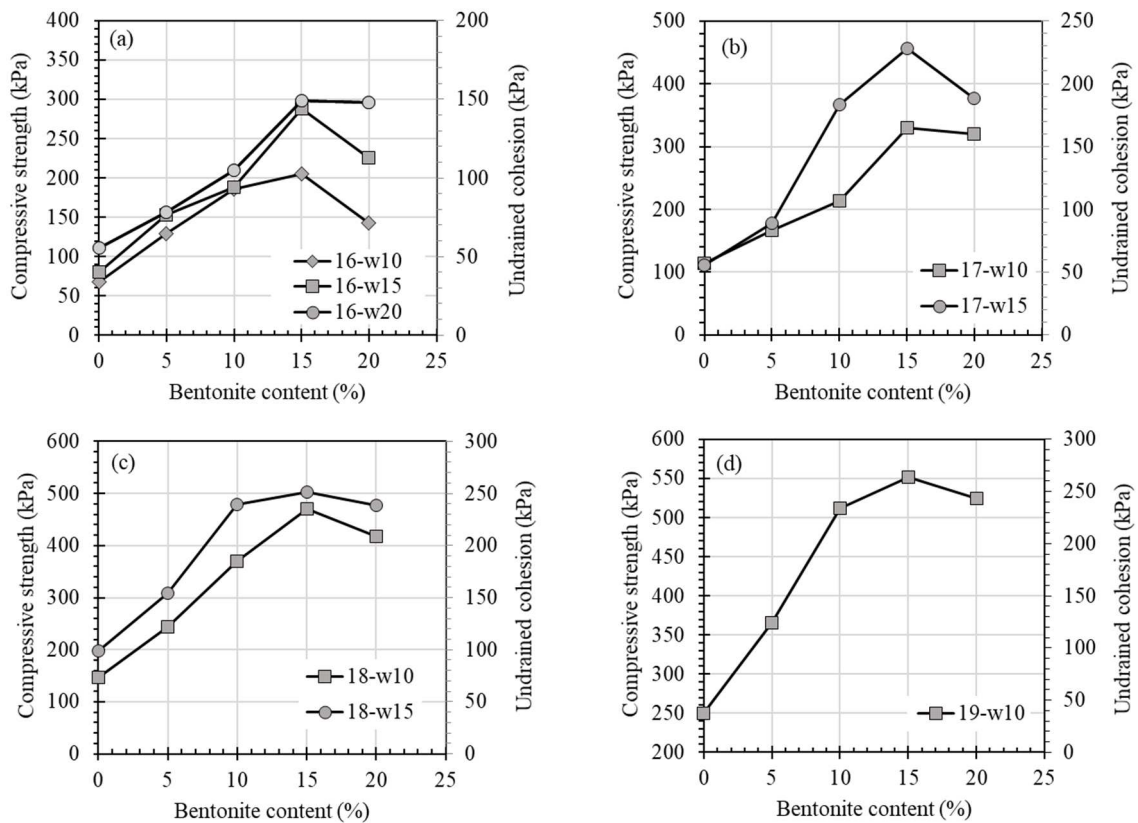 (a)
Compressive strength (kPa)
400
350
300
250
200
150
100
50
0
200
150
100
50
0
Undrained cohesion (kPa)
16-w10
16-w15
16-w20
0 5 10 15 20 25
Bentonite content (%)
(b)
Compressive strength (kPa)
500
400
300
200
100
0
250
200
150
100
50
0
Undrained cohesion (kPa)
17-w10
17-w15
0 5 10 15 20 25
Bentonite content (%)
(c)
Compressive strength (kPa)
600
500
400
300
200
100
0
300
250
200
150
100
50
0
Undrained cohesion (kPa)
18-w10
18-w15
0 5 10 15 20 25
Bentonite content (%)
(d)
Compressive strength (kPa)
600
550
500
450
400
350
300
250
200
300
250
200
150
100
50
0
Undrained cohesion (kPa)
19-w10
0 5 10 15 20 25
Bentonite content (%)